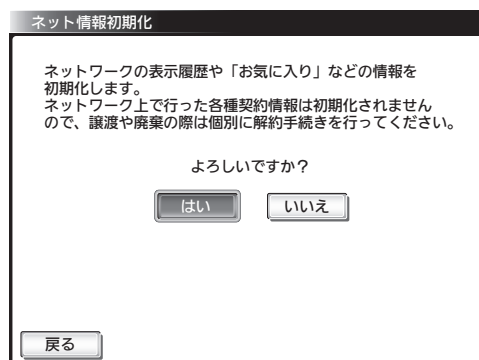 ネット情報初期化
ネットワークの表示履歴や「お気に入り」などの情報を
初期化します。
ネットワーク上で行った各種契約情報は初期化されません
ので、譲渡や廃棄の際は個別に解約手続きを行ってください。
よろしいですか？
はい いいえ
戻る